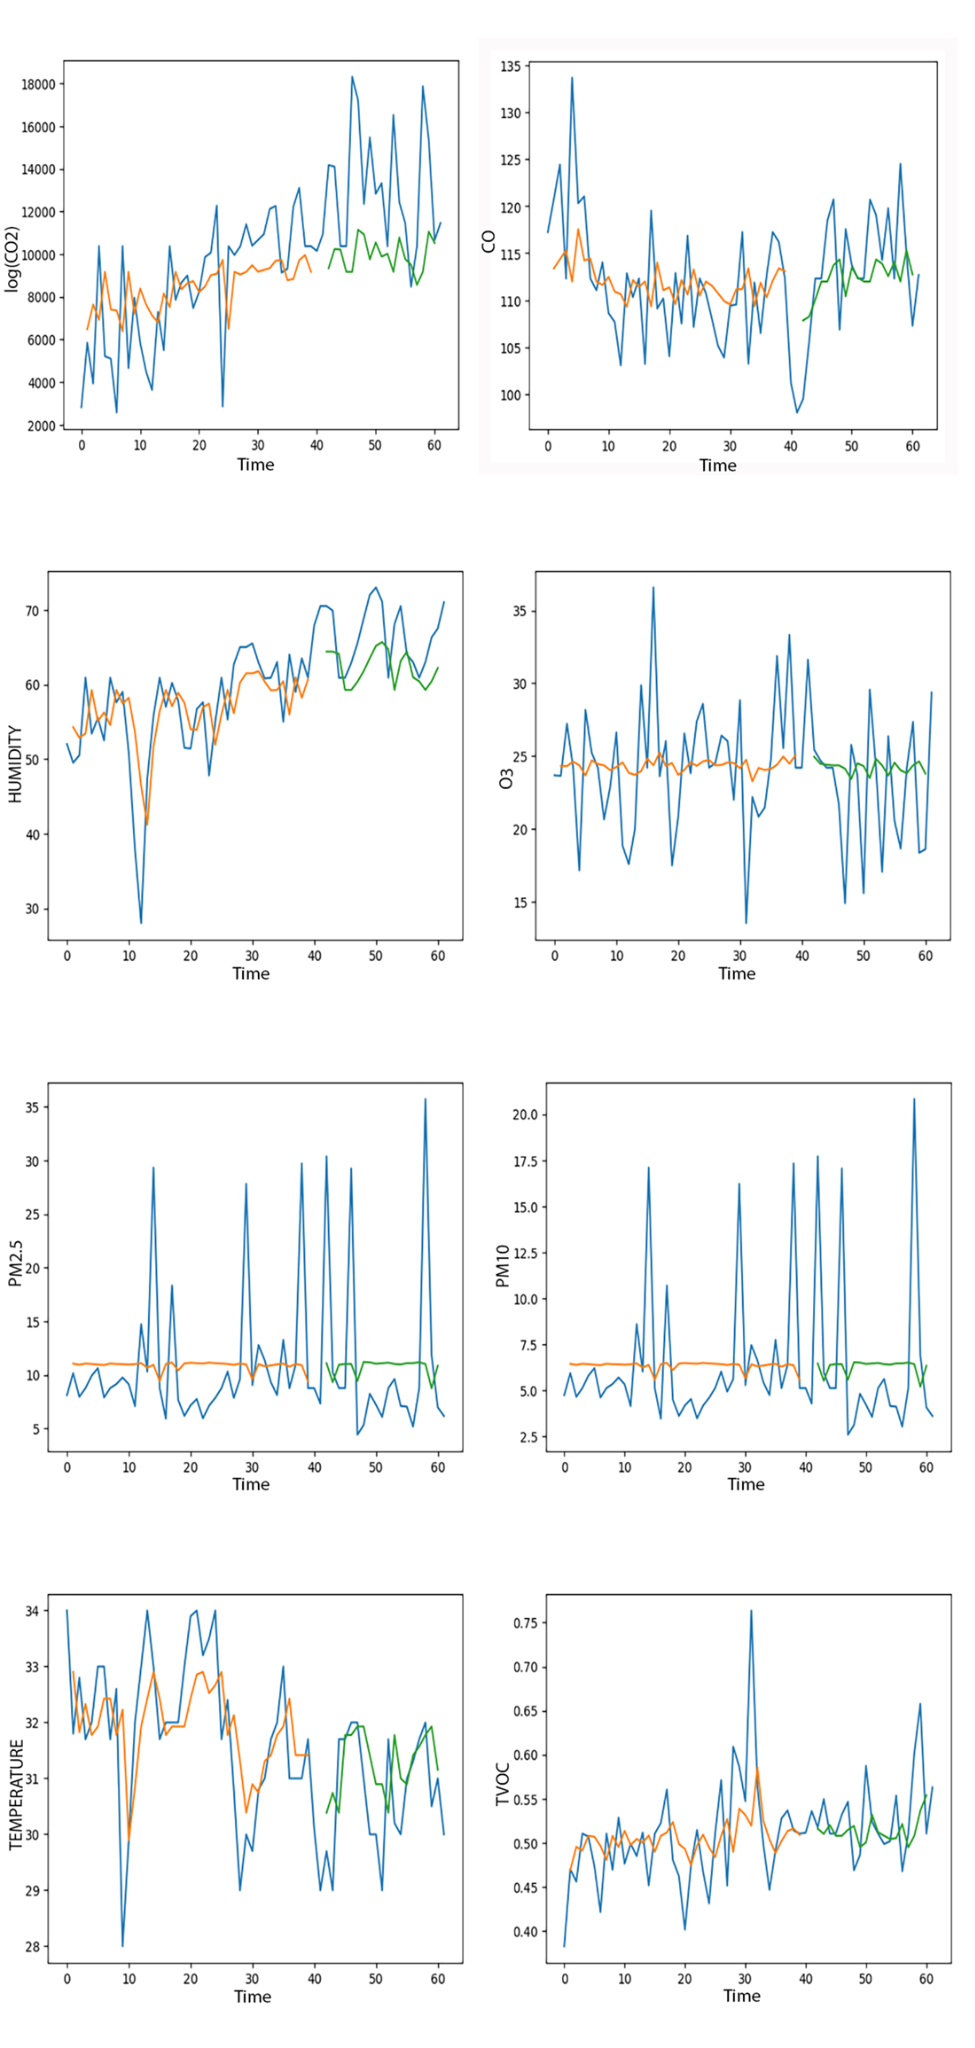 18000
16000
14000
12000
10000
8000
6000
4000
2000
log(CO2)
0 10 20 30 40 50 60
Time
135
130
125
120
115
110
105
100
CO
0 10 20 30 40 50 60
Time
70
60
50
40
30
HUMIDITY
0 10 20 30 40 50 60
Time
35
30
25
20
15
O3
0 10 20 30 40 50 60
Time
35
30
25
20
15
10
5
PM2.5
0 10 20 30 40 50 60
Time
20.0
17.5
15.0
12.5
10.0
7.5
5.0
2.5
PM10
0 10 20 30 40 50 60
Time
34
33
32
31
30
29
28
TEMPERATURE
0 10 20 30 40 50 60
Time
0.75
0.70
0.65
0.60
0.55
0.50
0.45
0.40
TVOC
0 10 20 30 40 50 60
Time